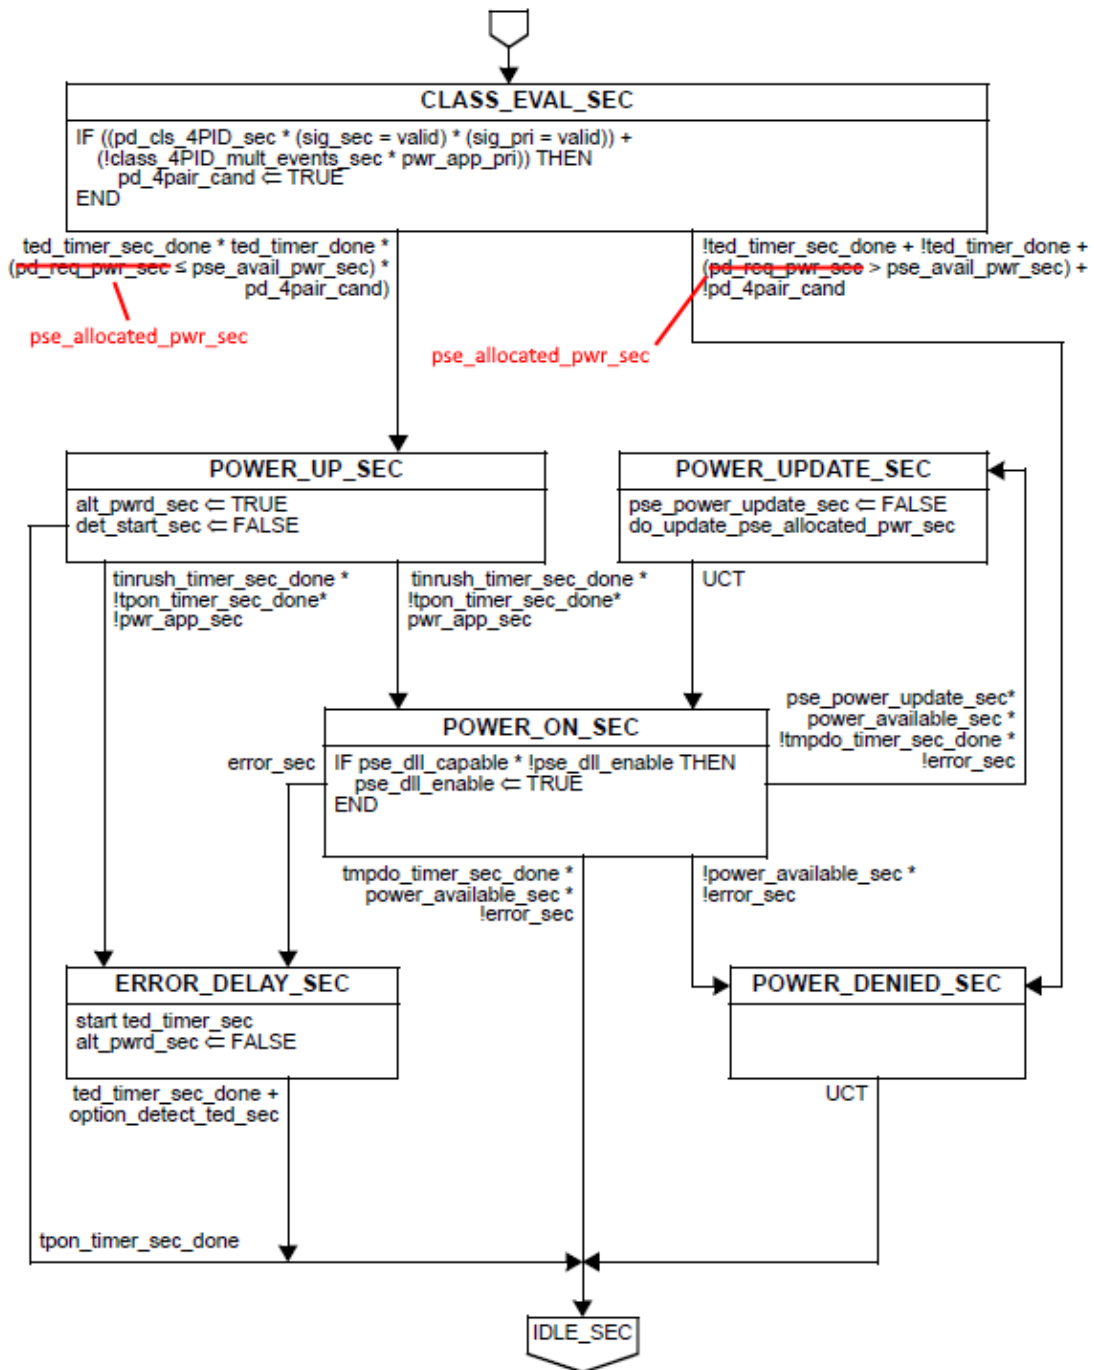 CLASS_EVAL_SEC
IF ((pd_cls_4PID_sec * (sig_sec = valid) * (sig_pri = valid)) +
(!class_4PID_mult_events_sec * pwr_app_pri)) THEN
pd_4pair_cand ⇐ TRUE
END
ted_timer_sec_done * ted_timer_done *
(pd_req_pwr_sec ≤ pse_avail_pwr_sec) *
pd_4pair_cand)
pse_allocated_pwr_sec
!ted_timer_sec_done + !ted_timer_done +
(pd_req_pwr_sec > pse_avail_pwr_sec) +
!pd_4pair_cand
pse_allocated_pwr_sec
POWER_UP_SEC
alt_pwrd_sec ⇐ TRUE
det_start_sec ⇐ FALSE
POWER_UPDATE_SEC
pse_power_update_sec ⇐ FALSE
do_update_pse_allocated_pwr_sec
tinrush_timer_sec_done *
!tpon_timer_sec_done*
!pwr_app_sec
tinrush_timer_sec_done *
!tpon_timer_sec_done*
pwr_app_sec
UCT
pse_power_update_sec*
power_available_sec *
!tmpdo_timer_sec_done *
!error_sec
POWER_ON_SEC
IF pse_dll_capable * !pse_dll_enable THEN
pse_dll_enable ⇐ TRUE
END
error_sec
tmpdo_timer_sec_done *
power_available_sec *
!error_sec
!power_available_sec *
!error_sec
ERROR_DELAY_SEC
start ted_timer_sec
alt_pwrd_sec ⇐ FALSE
POWER_DENIED_SEC
ted_timer_sec_done +
option_detect_ted_sec
UCT
tpon_timer_sec_done
IDLE_SEC